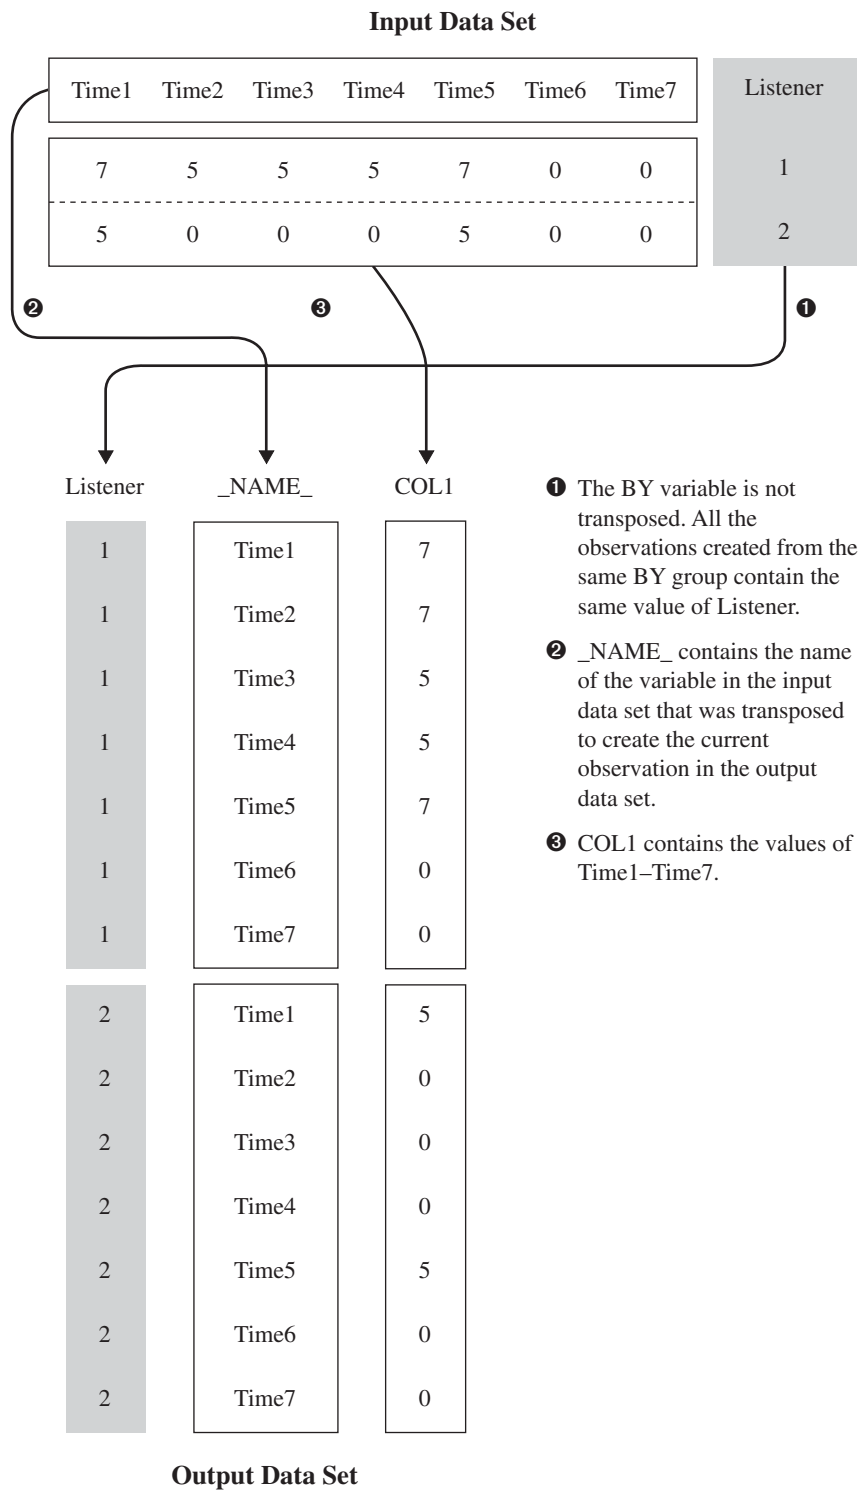 Input Data Set
Time1 Time2 Time3 Time4 Time5 Time6 Time7 Listener
7 5 5 5 7 0 0 1
5 0 0 0 5 0 0 2
❷ ❸ ❶
Listener _NAME_ COL1
1 Time1 7
1 Time2 7
1 Time3 5
1 Time4 5
1 Time5 7
1 Time6 0
1 Time7 0
2 Time1 5
2 Time2 0
2 Time3 0
2 Time4 0
2 Time5 5
2 Time6 0
2 Time7 0
❶ The BY variable is not
transposed. All the
observations created from the
same BY group contain the
same value of Listener.
❷ _NAME_ contains the name
of the variable in the input
data set that was transposed
to create the current
observation in the output
data set.
❸ COL1 contains the values of
Time1–Time7.
Output Data Set